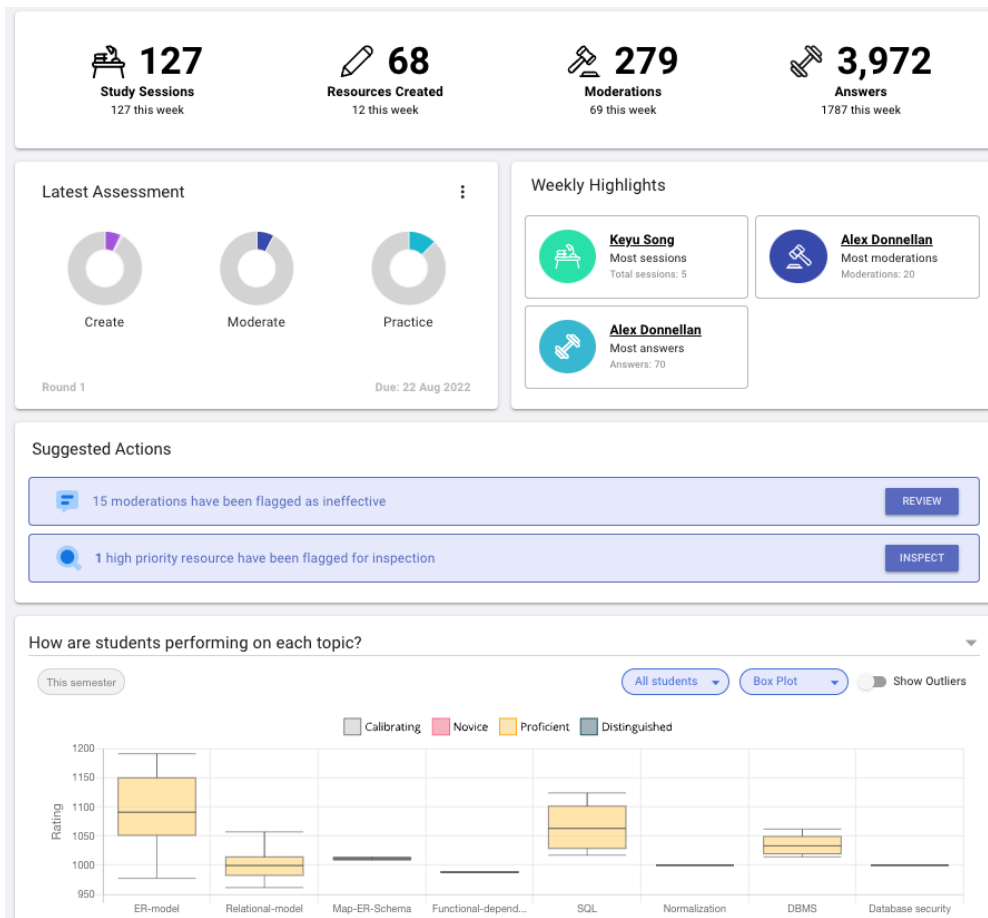 127
Study Sessions
127 this week
68
Resources Created
12 this week
279
Moderations
69 this week
3,972
Answers
1787 this week
Latest Assessment
Create
Moderate
Practice
Round 1
Due: 22 Aug 2022
Weekly Highlights
Keyu Song
Most sessions
Total sessions: 5
Alex Donnellan
Most moderations
Moderations: 20
Alex Donnellan
Most answers
Answers: 70
Suggested Actions
15 moderations have been flagged as ineffective
REVIEW
1 high priority resource have been flagged for inspection
INSPECT
How are students performing on each topic?
This semester
All students
Box Plot
Show Outliers
Calibrating
Novice
Proficient
Distinguished
Rating
1200
1150
1100
1050
1000
950
ER-model
Relational-model
Map-ER-Schema
Functional-depend...
SQL
Normalization
DBMS
Database security